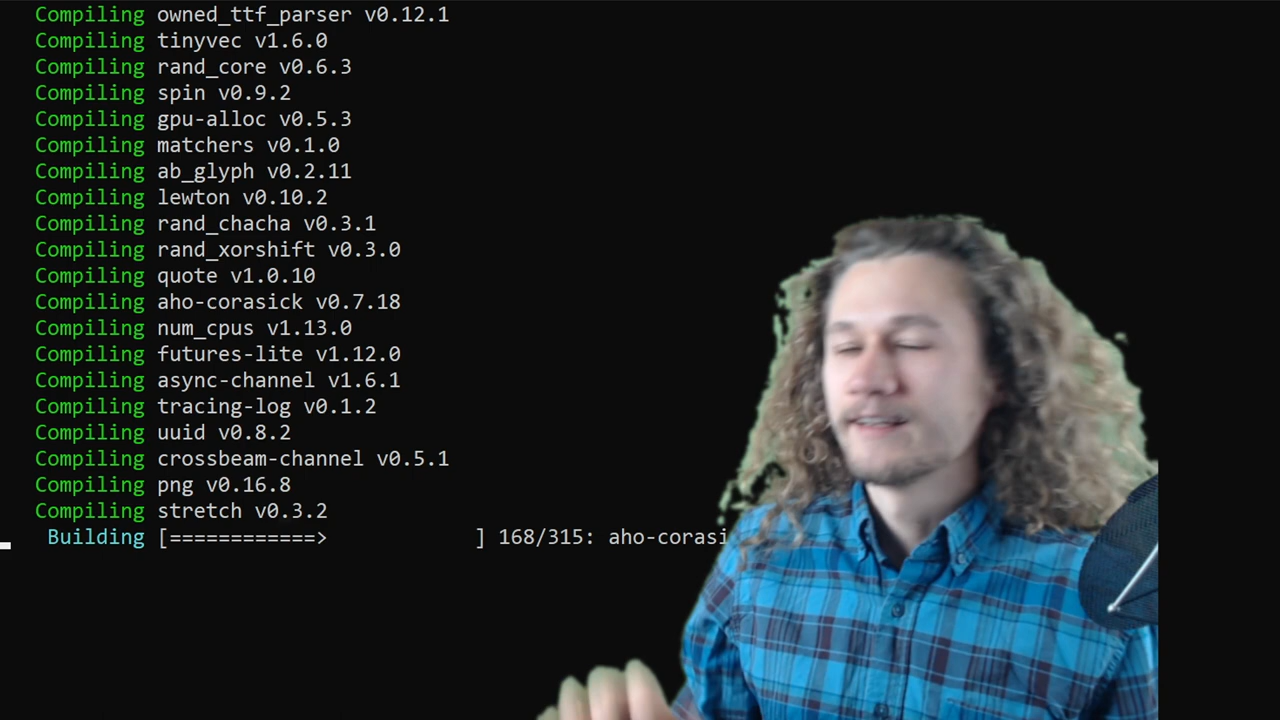 Compiling owned_ttf_parser v0.12.1
Compiling tinyvec v1.6.0
Compiling rand_core v0.6.3
Compiling spin v0.9.2
Compiling gpu-alloc v0.5.3
Compiling matchers v0.1.0
Compiling ab_glyph v0.2.11
Compiling lewton v0.10.2
Compiling rand_chacha v0.3.1
Compiling rand_xorshift v0.3.0
Compiling quote v1.0.10
Compiling aho-corasick v0.7.18
Compiling num_cpus v1.13.0
Compiling futures-lite v1.12.0
Compiling async-channel v1.6.1
Compiling tracing-log v0.1.2
Compiling uuid v0.8.2
Compiling crossbeam-channel v0.5.1
Compiling png v0.16.8
Compiling stretch v0.3.2
Building [============>            ] 168/315: aho-corasi